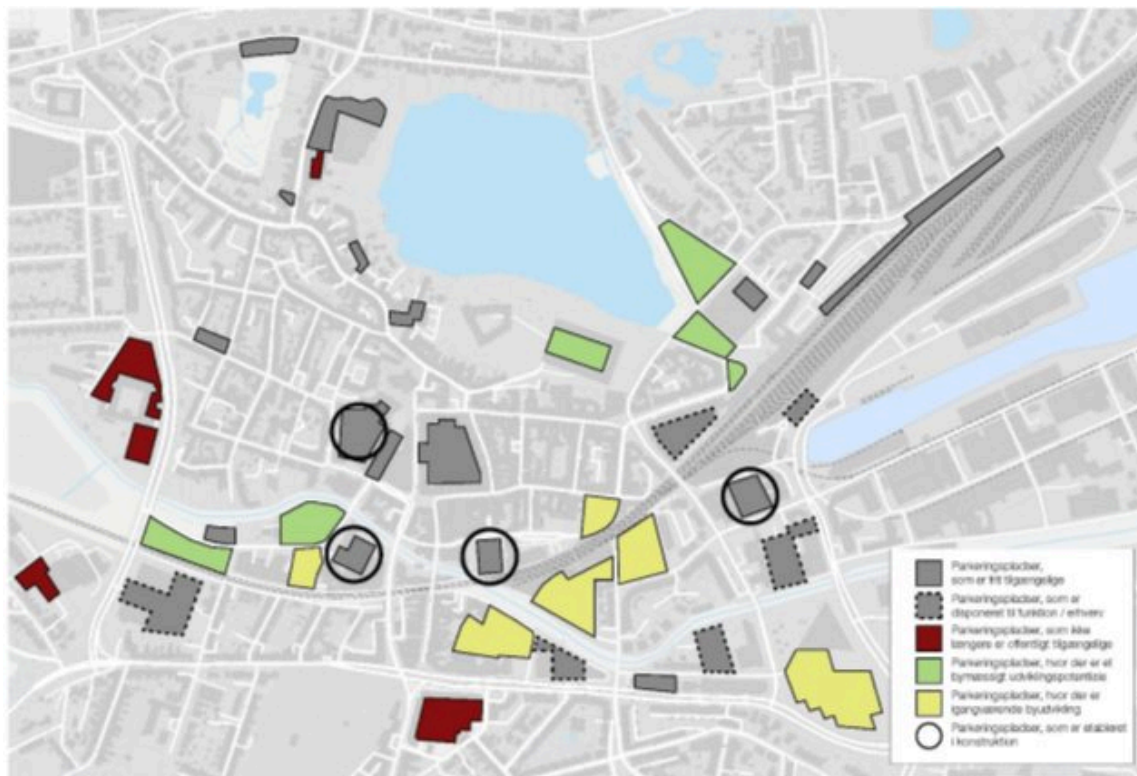 Parkeringspladser,
som er frit tilgængelige
Parkeringspladser, som er
disponeret til funktion / erhverv
Parkeringspladser, som ikke
længere er offentligt tilgængelige
Parkeringspladser, hvor der er et
bymæssigt udviklingspotentiale
Parkeringspladser, hvor der er
igangværende byudvikling
Parkeringspladser, som er etableret
i konstruktion